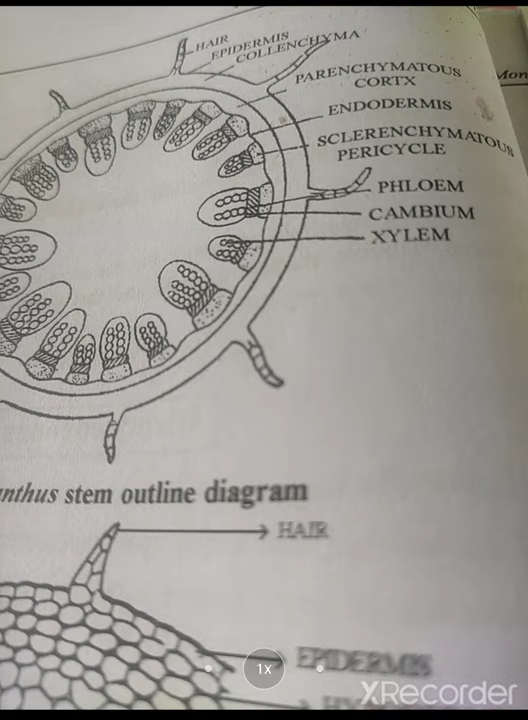 HAIR
EPIDERMIS
COLLENCHYMA
PARENCHYMATOUS
CORTX
ENDODERMIS
SCLERENCHYMATOUS
PERICYCLE
PHLOEM
CAMBIUM
XYLEM
Mon
nthus stem outline diagram
HAIR
EPIDERMIS
1x
XRecorder